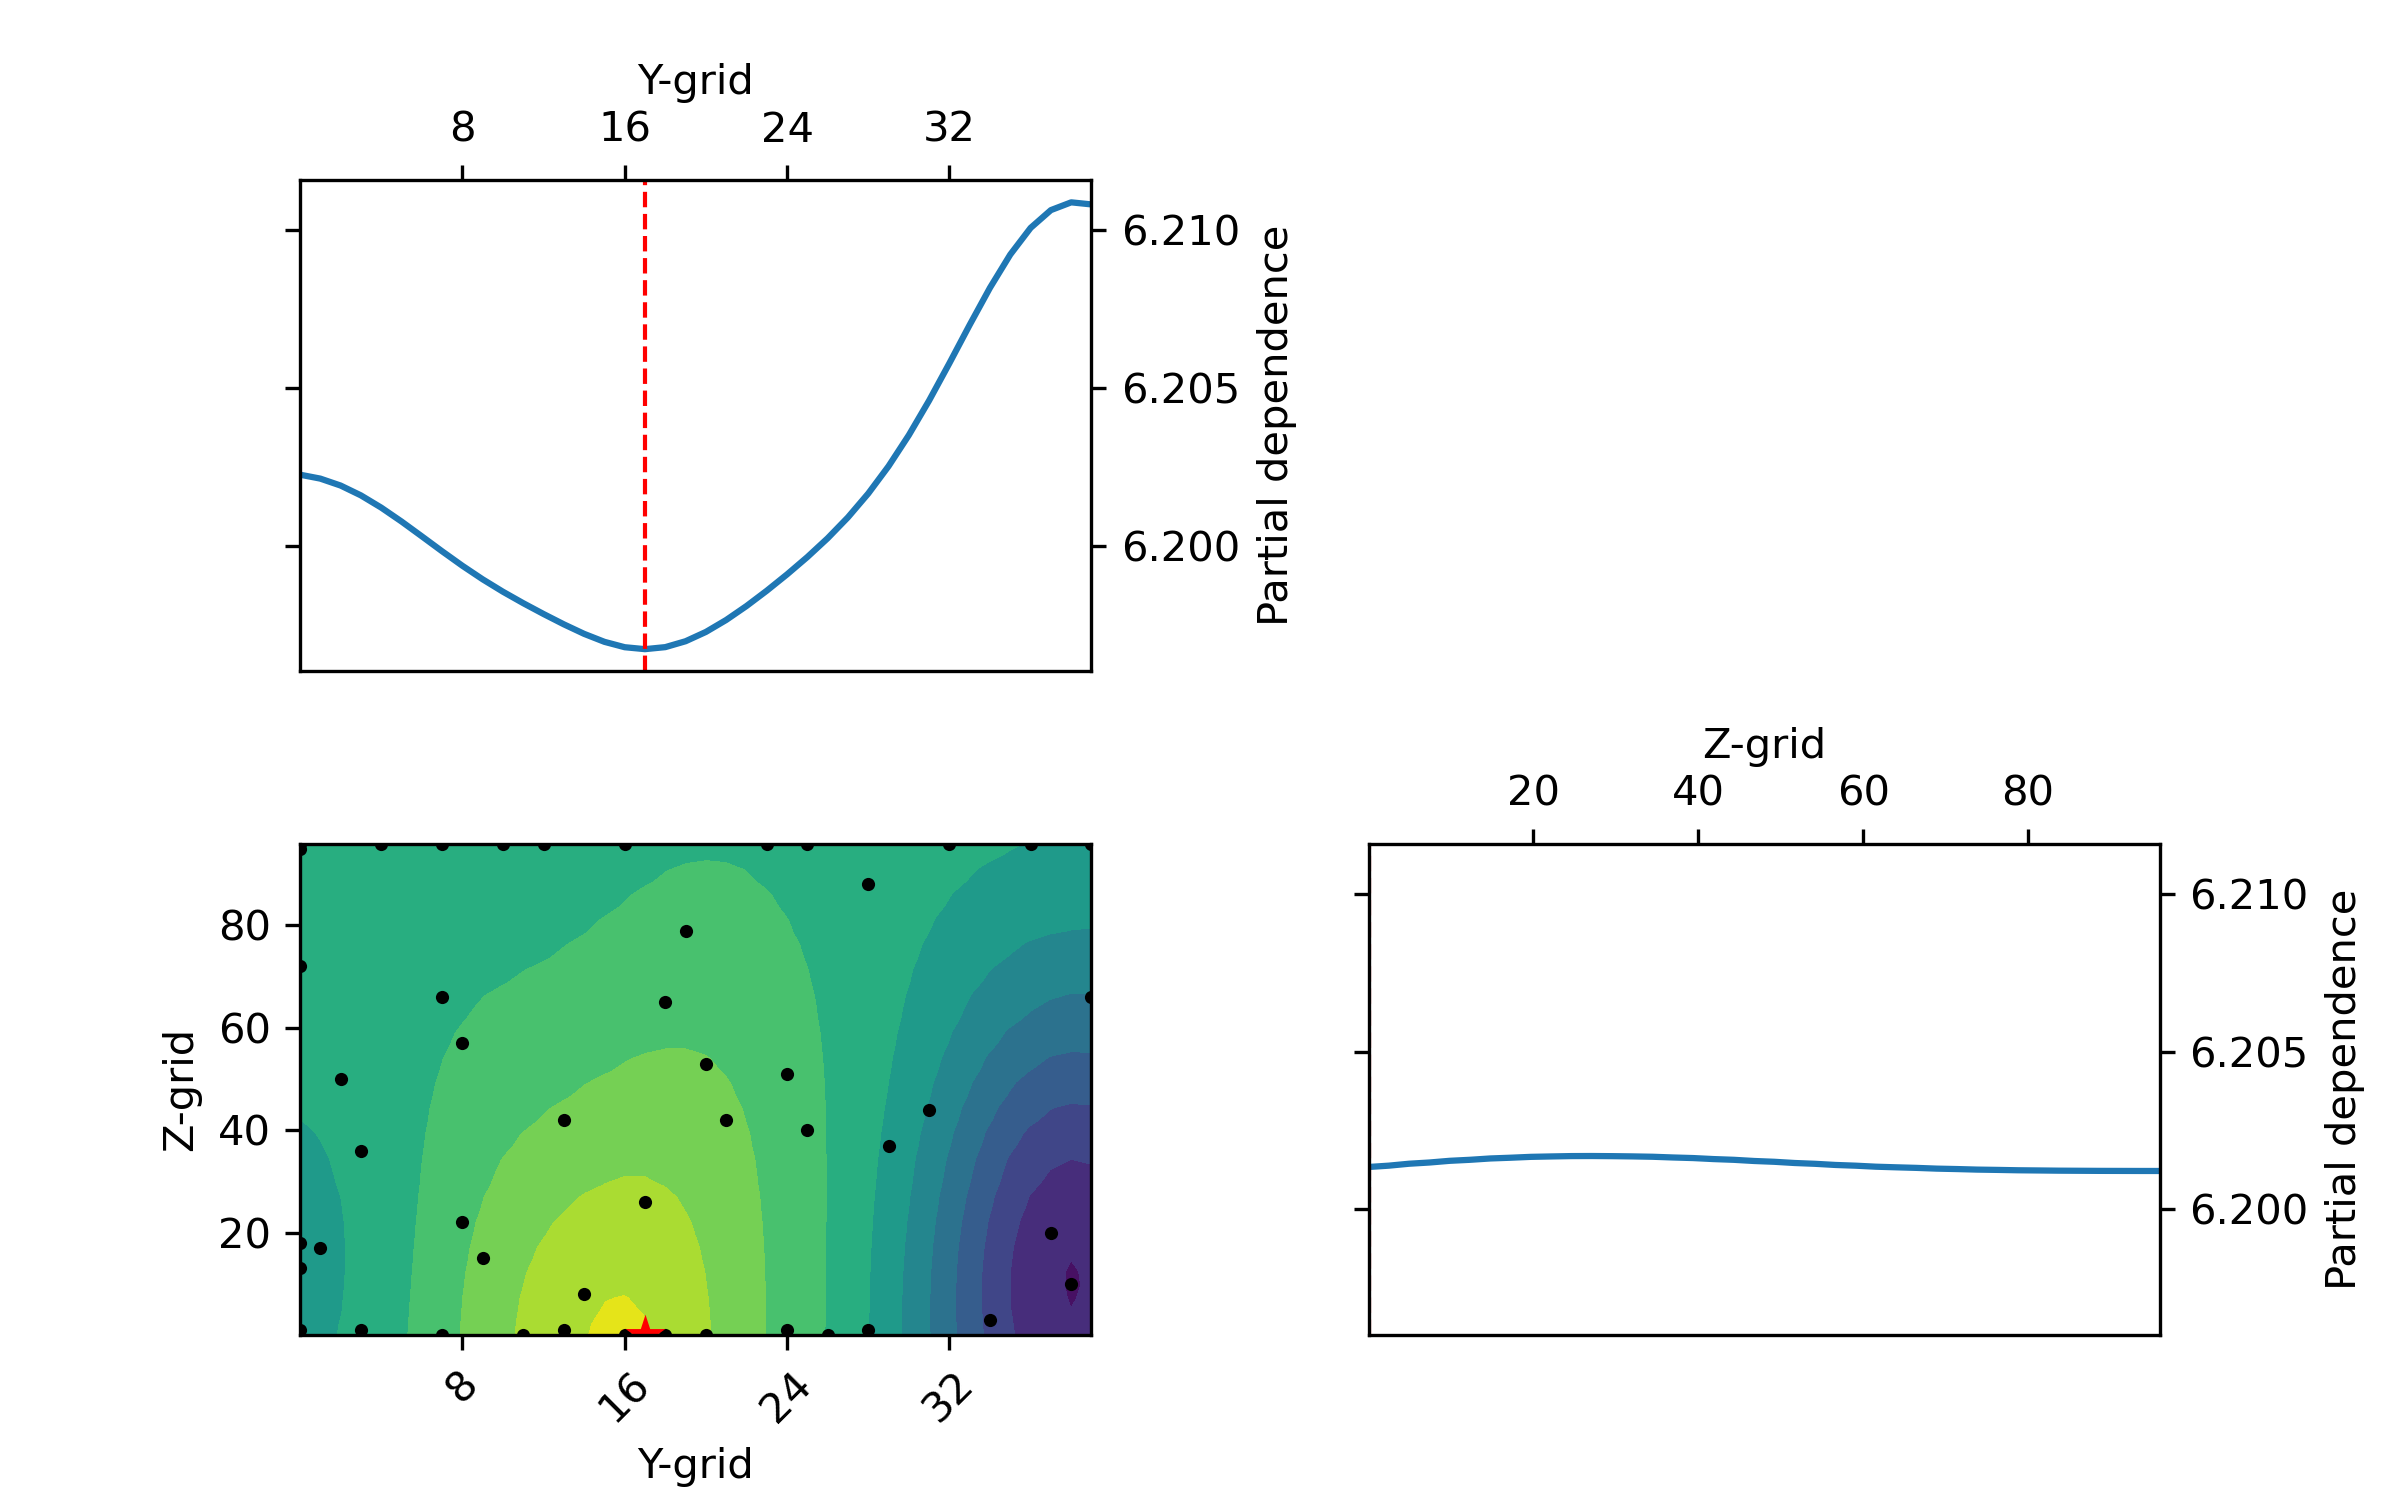 Y-grid
8 16 24 32
6.210
6.205
6.200
Partial dependence
Z-grid
20 40 60 80
80
60
40
20
Z-grid
8 16 24 32
Y-grid
6.210
6.205
6.200
Partial dependence